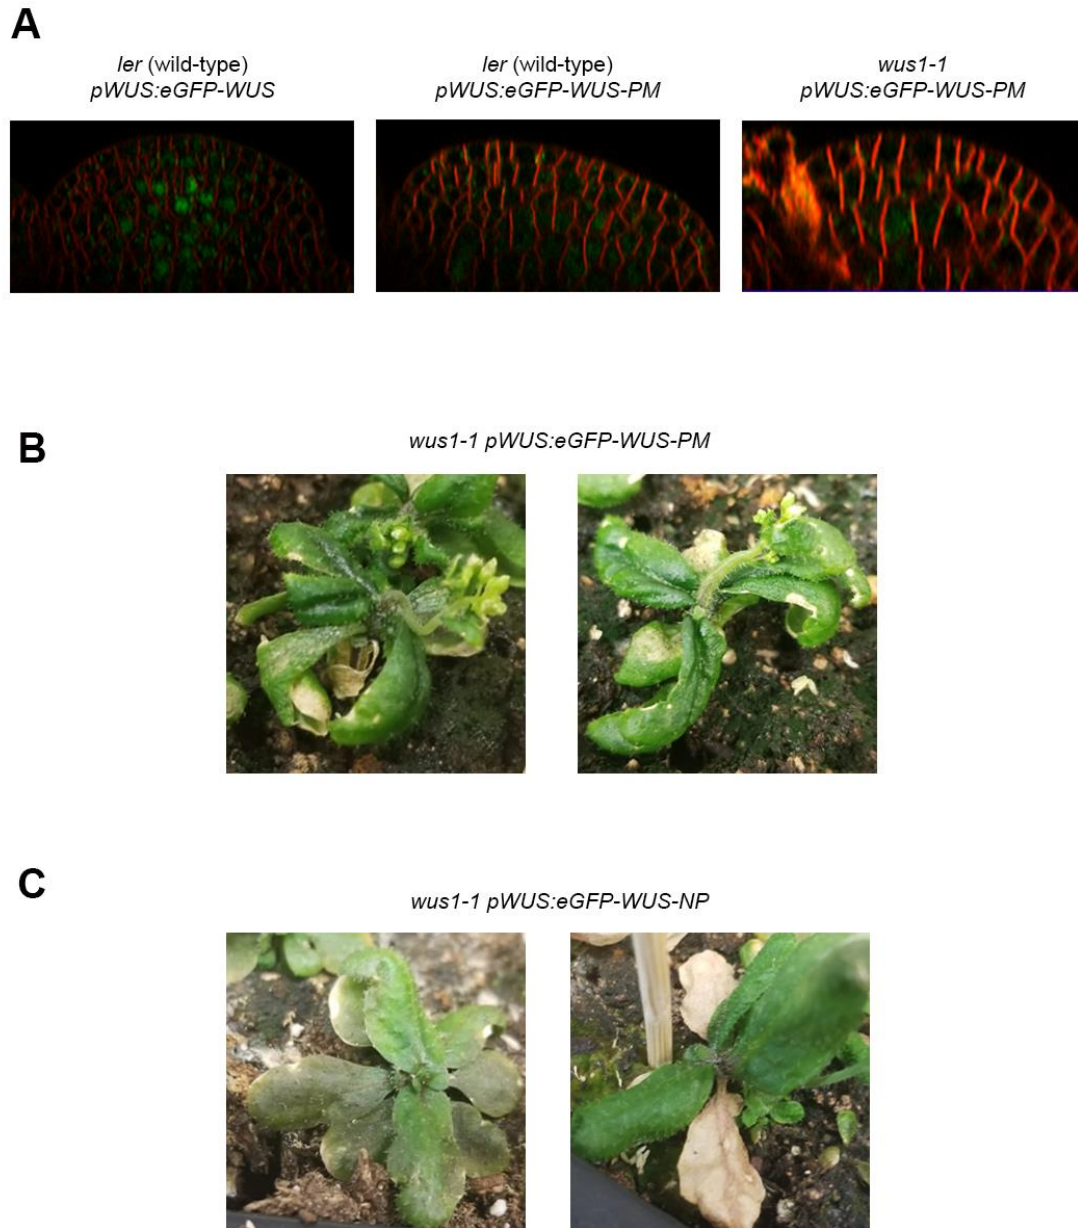 A
ler (wild-type)
pWUS:eGFP-WUS
ler (wild-type)
pWUS:eGFP-WUS-PM
wus1-1
pWUS:eGFP-WUS-PM
B
wus1-1 pWUS:eGFP-WUS-PM
C
wus1-1 pWUS:eGFP-WUS-NP